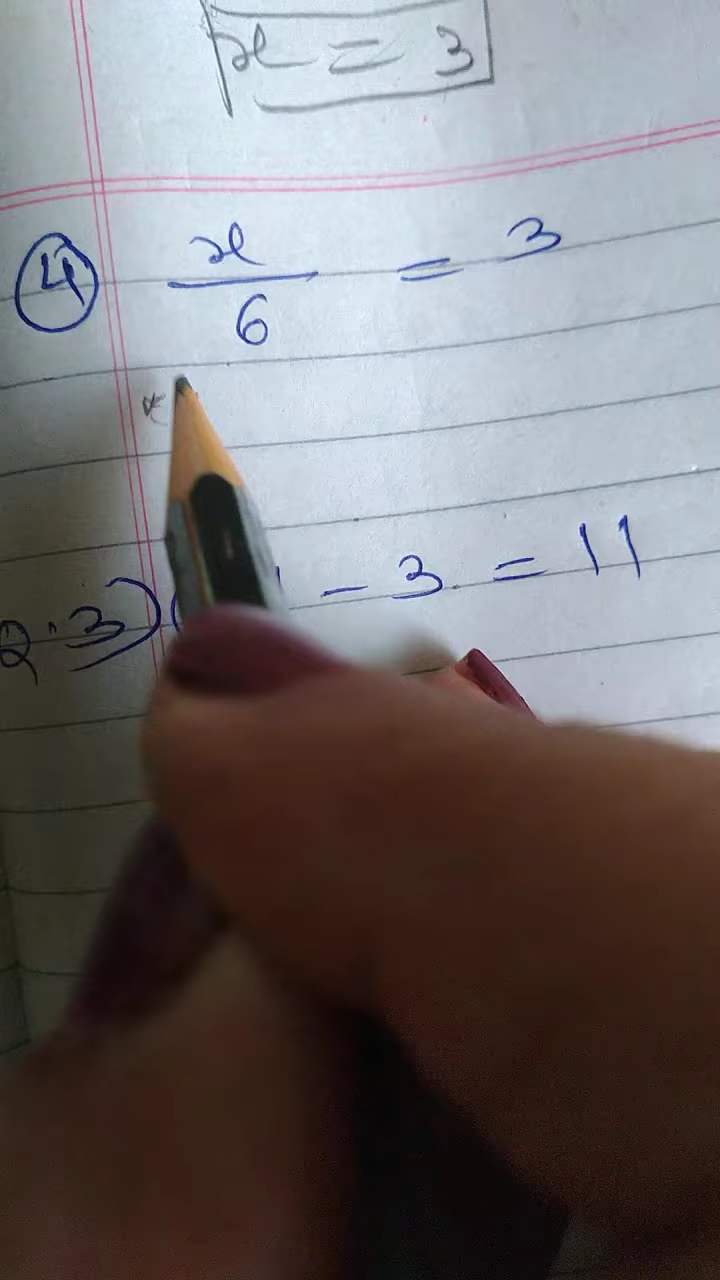 x = 3
④ x/6 = 3
x
Q.3) ( - 3 = 11